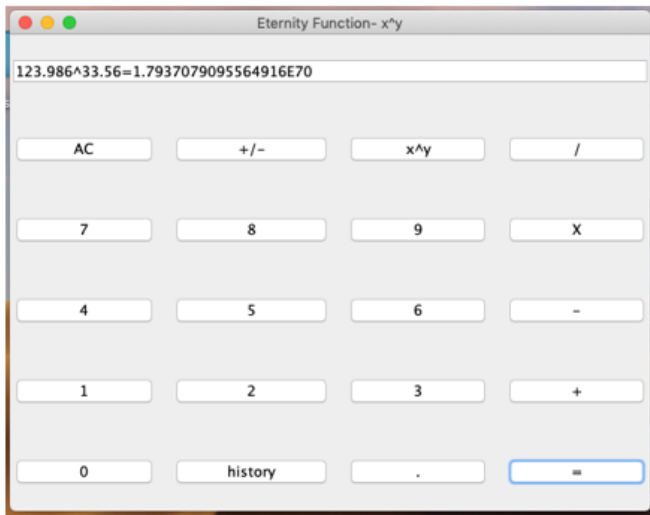 Eternity Function- x^y
123.986^33.56=1.7937079095564916E70
AC +/- x^y /
7 8 9 X
4 5 6 -
1 2 3 +
0 history . =